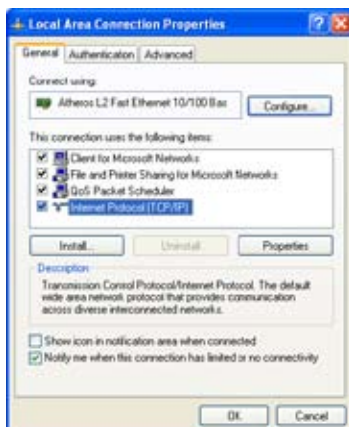 Local Area Connection Properties
General Authentication Advanced
Connect using:
Atheros L2 Fast Ethernet 10/100 Bas
Configure...
This connection uses the following items:
Client for Microsoft Networks
File and Printer Sharing for Microsoft Networks
QoS Packet Scheduler
Internet Protocol (TCP/IP)
Install... Uninstall Properties
Description
Transmission Control Protocol/Internet Protocol. The default
wide area network protocol that provides communication
across diverse interconnected networks.
Show icon in notification area when connected
Notify me when this connection has limited or no connectivity
OK Cancel